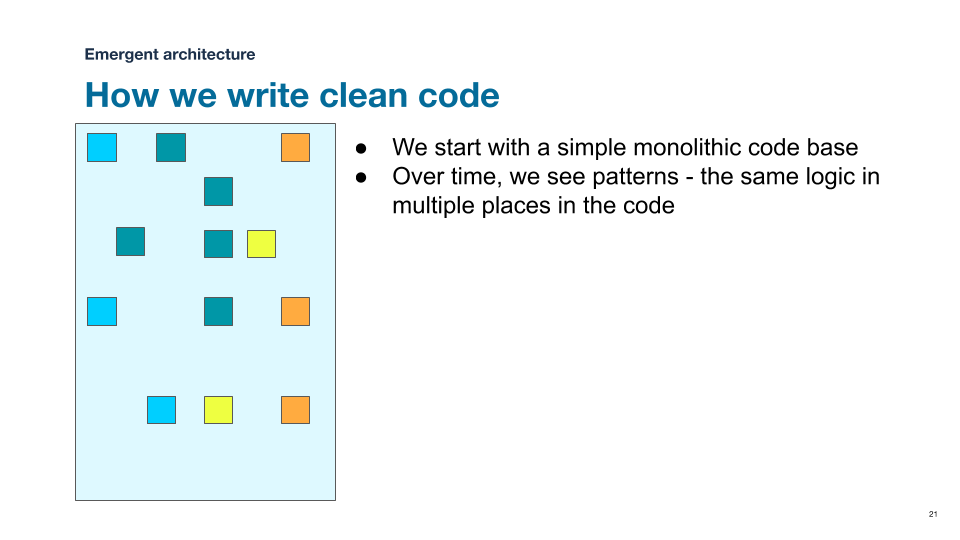 Emergent architecture
How we write clean code
● We start with a simple monolithic code base
● Over time, we see patterns - the same logic in
multiple places in the code
21